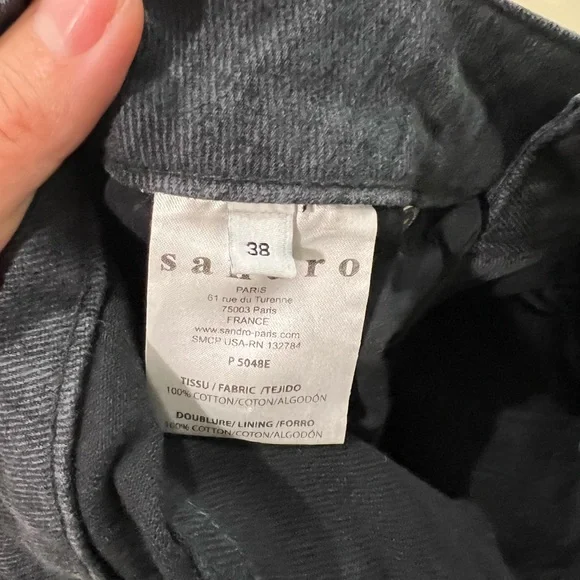 38
sandro
PARIS
61 rue du Turenne
75003 Paris
FRANCE
www.sandro-paris.com
SMCP USA-RN 132784
P 5048E
TISSU / FABRIC /TEJIDO
100% COTTON/COTON/ALGODÓN
DOUBLURE/ LINING /FORRO
100% COTTON/COTON/ALGODÓN